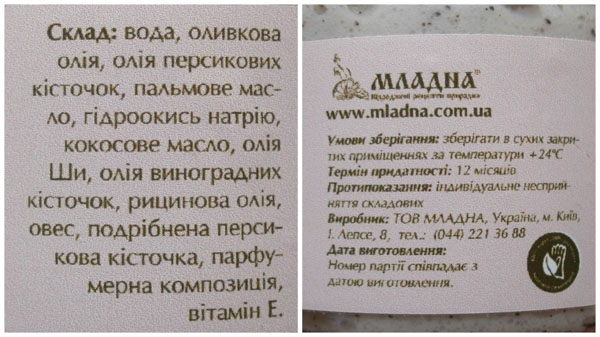 Склад: вода, оливкова
олія, олія персикових
кісточок, пальмове мас-
ло, гідроокись натрію,
кокосове масло, олія
Ши, олія виноградних
кісточок, рицинова олія,
овес, подрібнена перси-
кова кісточка, парфу-
мерна композиція,
вітамін Е.
МЛАДНА®
www.mladna.com.ua
Умови зберігання: зберігати в сухих закри-
тих приміщеннях за температури +24°C
Термін придатності: 12 місяців
Протипоказання: індивідуальне несприй-
няття складових
Виробник: ТОВ МЛАДНА, Україна, м. Київ,
І. Лепсе, 8, тел.: (044) 221 36 88
Дата виготовлення:
Номер партії співпадає з
датою виготовлення.